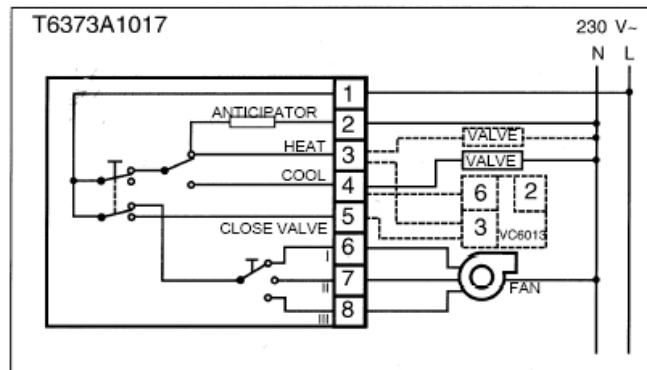 T6373A1017
230 V~
N L
1
ANTICIPATOR 2
VALVE
HEAT 3
VALVE
COOL 4
6 2
5
CLOSE VALVE
3 VC6013
I 6
II 7
FAN
III 8